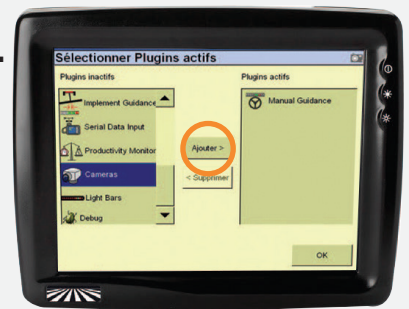 Sélectionner Plugins actifs
Plugins inactifs
Plugins actifs
Implement Guidance
Manual Guidance
Serial Data Input
Productivity Monitor
Ajouter >
Cameras
< Supprimer
Light Bars
Debug
OK